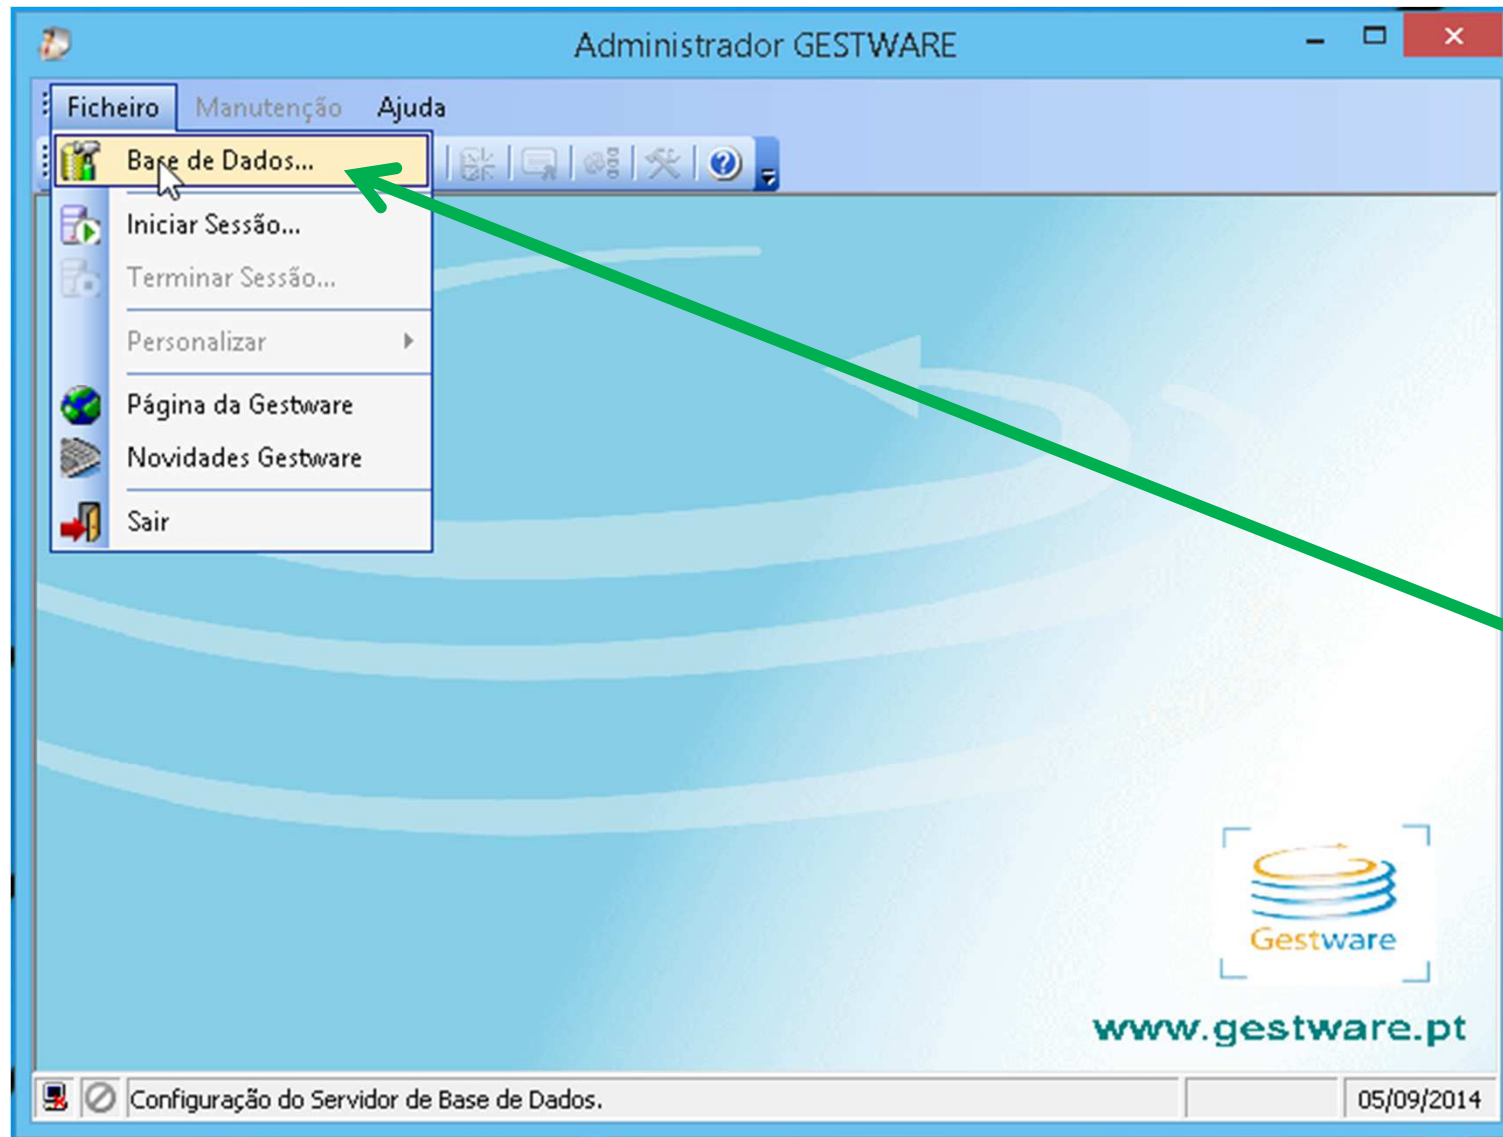 Administrador GESTWARE
Ficheiro Manutenção Ajuda
Base de Dados...
Iniciar Sessão...
Terminar Sessão...
Personalizar
Página da Gestware
Novidades Gestware
Sair
Gestware
www.gestware.pt
Configuração do Servidor de Base de Dados.
05/09/2014